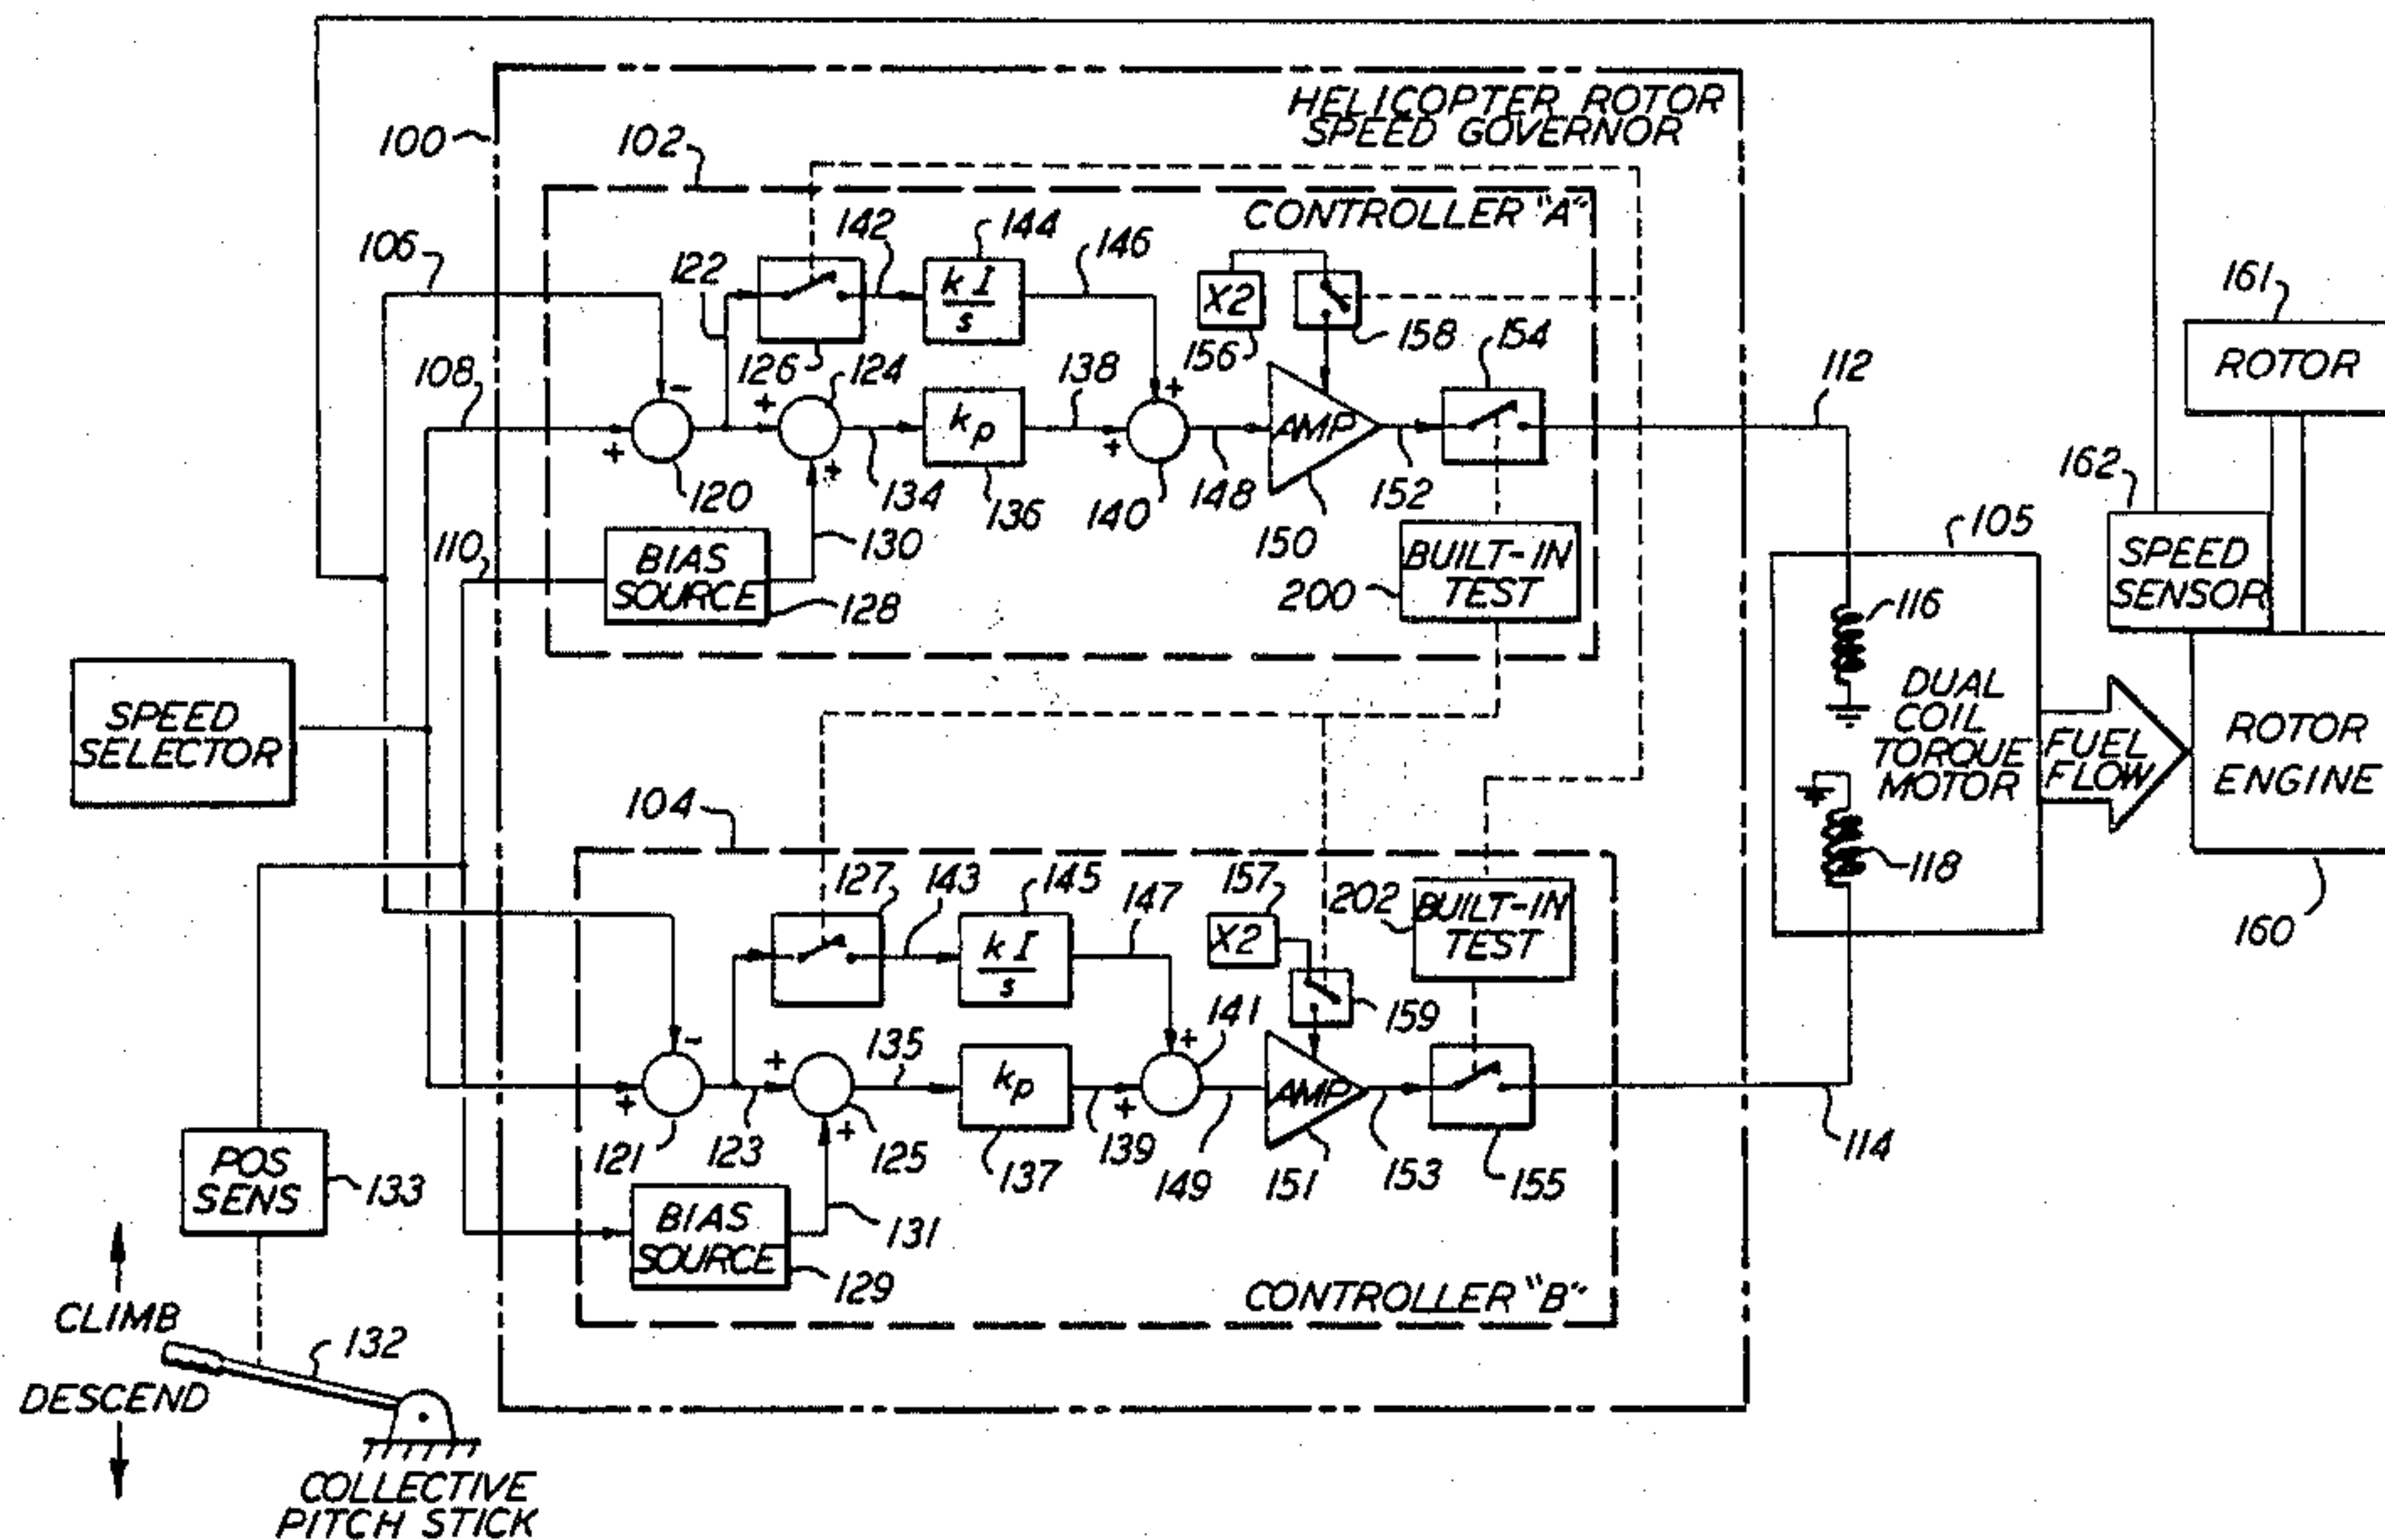 HELICOPTER ROTOR
SPEED GOVERNOR
100
102
CONTROLLER "A"
106
122
142
144
146
k I
s
X2
156
158
154
161
ROTOR
108
126
124
138
112
- + + + + +
k p
AMP
162
120
134
136
140
148
150
152
110
130
BIAS
SOURCE
128
BUILT-IN
TEST
200
105
SPEED
SENSOR
116
SPEED
SELECTOR
DUAL
COIL
TORQUE
MOTOR
FUEL
FLOW
ROTOR
ENGINE
104
118
160
127
143
145
147
157
202
BUILT-IN
TEST
k I
s
X2
159
141
135
- + + + + +
k p
AMP
121
123
125
137
139
149
151
153
155
114
POS
SENS
133
131
BIAS
SOURCE
129
CONTROLLER "B"
CLIMB
132
DESCEND
COLLECTIVE
PITCH STICK